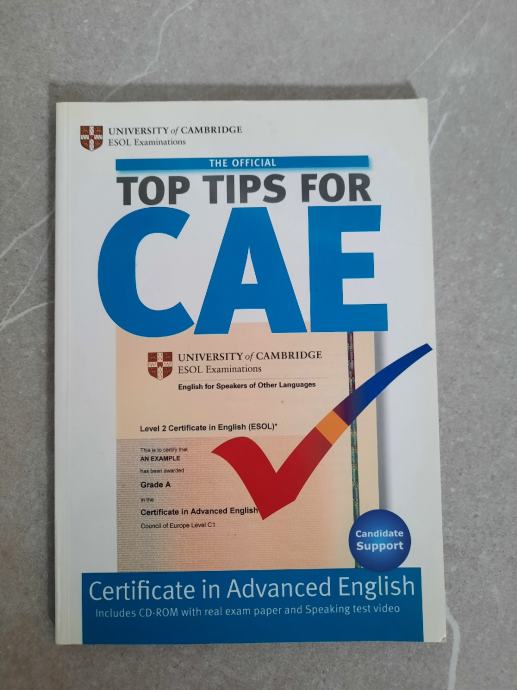 UNIVERSITY of CAMBRIDGE
ESOL Examinations
THE OFFICIAL
TOP TIPS FOR
CAE
UNIVERSITY of CAMBRIDGE
ESOL Examinations
English for Speakers of Other Languages
Level 2 Certificate in English (ESOL)*
This is to certify that
AN EXAMPLE
has been awarded
Grade A
in the
Certificate in Advanced English
Council of Europe Level C1
Candidate
Support
Certificate in Advanced English
Includes CD-ROM with real exam paper and Speaking test video